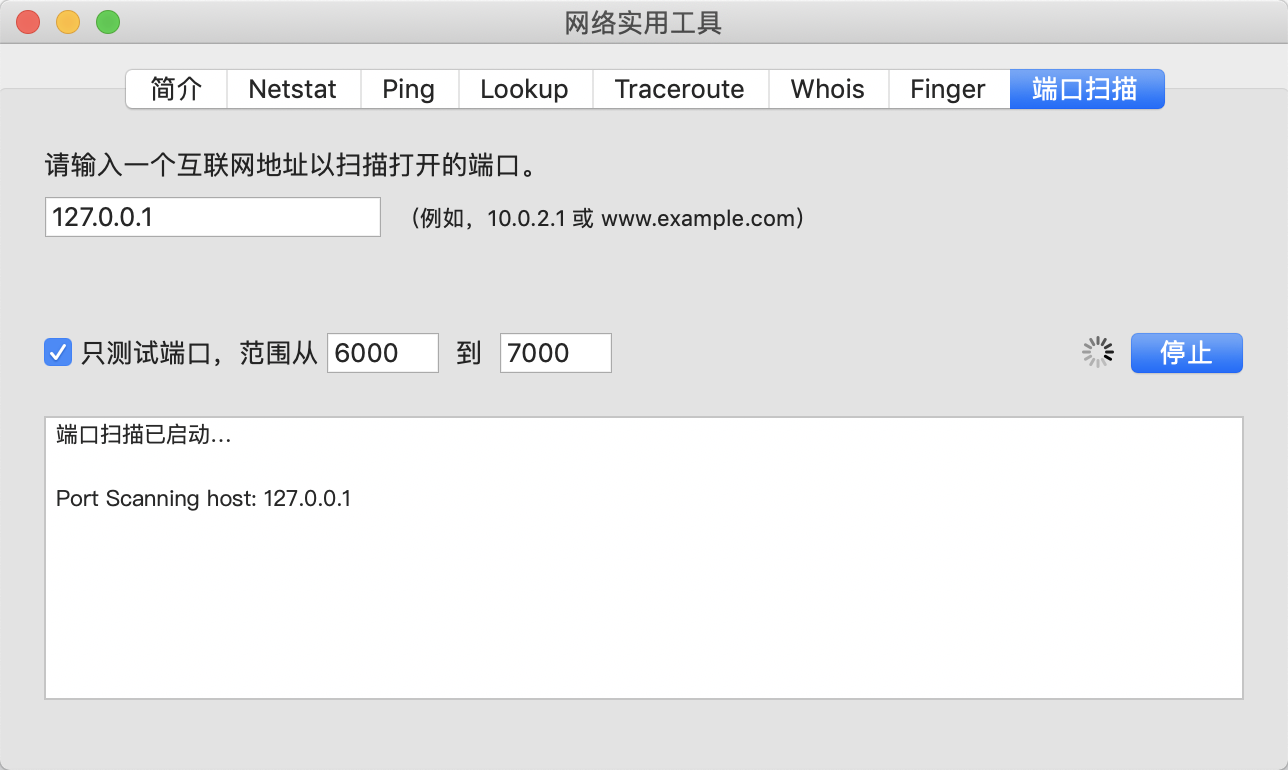 网络实用工具
简介 Netstat Ping Lookup Traceroute Whois Finger 端口扫描
请输入一个互联网地址以扫描打开的端口。
127.0.0.1 （例如，10.0.2.1 或 www.example.com）
只测试端口，范围从 6000 到 7000 停止
端口扫描已启动…
Port Scanning host: 127.0.0.1